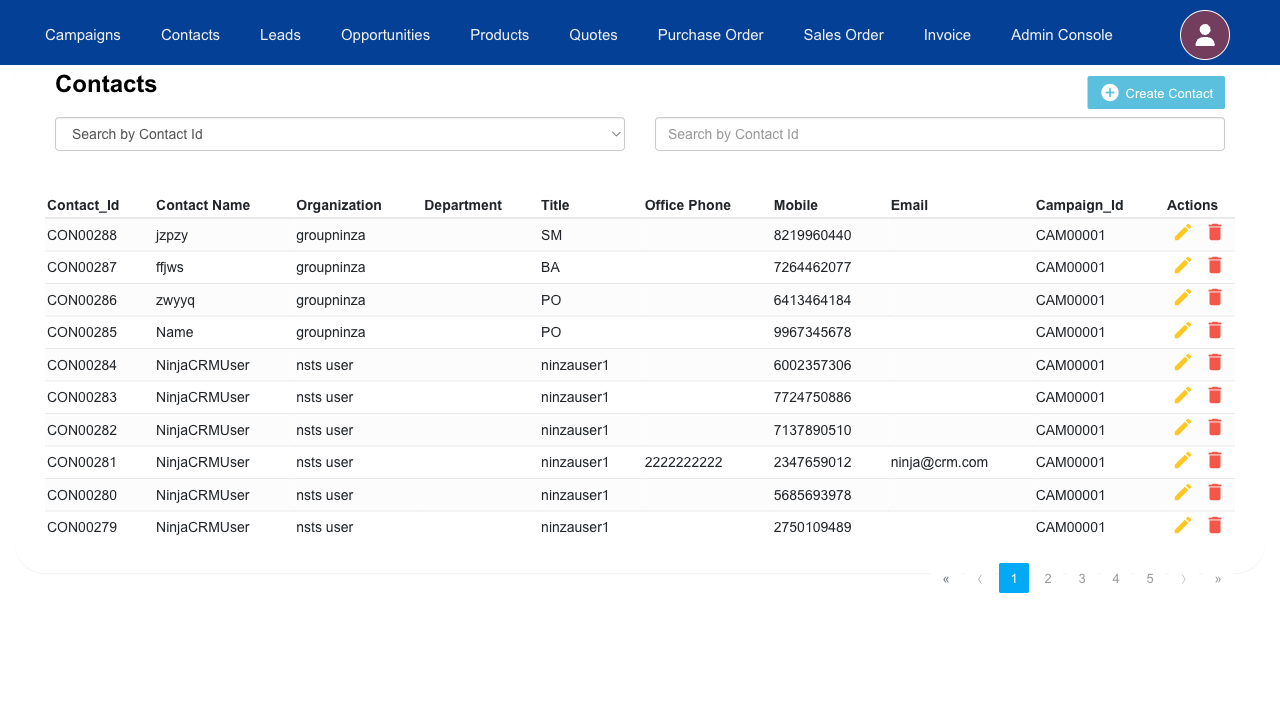 Campaigns Contacts Leads Opportunities Products Quotes Purchase Order Sales Order Invoice Admin Console
Contacts
Create Contact
Search by Contact Id Search by Contact Id
Contact_Id Contact Name Organization Department Title Office Phone Mobile Email Campaign_Id Actions
CON00288 jzpzy groupninza SM 8219960440 CAM00001
CON00287 ffjws groupninza BA 7264462077 CAM00001
CON00286 zwyyq groupninza PO 6413464184 CAM00001
CON00285 Name groupninza PO 9967345678 CAM00001
CON00284 NinjaCRMUser nsts user ninzauser1 6002357306 CAM00001
CON00283 NinjaCRMUser nsts user ninzauser1 7724750886 CAM00001
CON00282 NinjaCRMUser nsts user ninzauser1 7137890510 CAM00001
CON00281 NinjaCRMUser nsts user ninzauser1 2222222222 2347659012 ninja@crm.com CAM00001
CON00280 NinjaCRMUser nsts user ninzauser1 5685693978 CAM00001
CON00279 NinjaCRMUser nsts user ninzauser1 2750109489 CAM00001
« ⟨ 1 2 3 4 5 ⟩ »